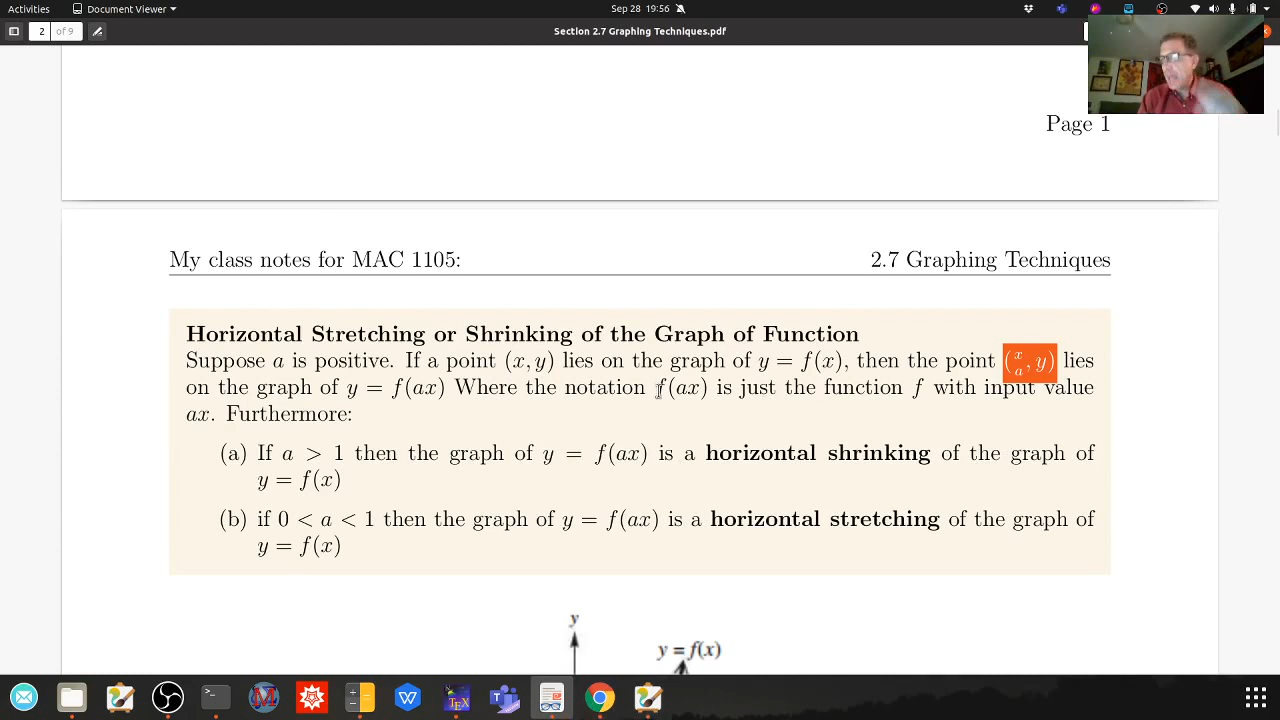 Activities Document Viewer Sep 28 19:56
2 of 9 Section 2.7 Graphing Techniques.pdf
Page 1
My class notes for MAC 1105: 2.7 Graphing Techniques
Horizontal Stretching or Shrinking of the Graph of Function
Suppose a is positive. If a point (x, y) lies on the graph of y = f(x), then the point (x/a, y) lies
on the graph of y = f(ax) Where the notation f(ax) is just the function f with input value
ax. Furthermore:
(a) If a > 1 then the graph of y = f(ax) is a horizontal shrinking of the graph of
y = f(x)
(b) if 0 < a < 1 then the graph of y = f(ax) is a horizontal stretching of the graph of
y = f(x)
y
y = f(x)